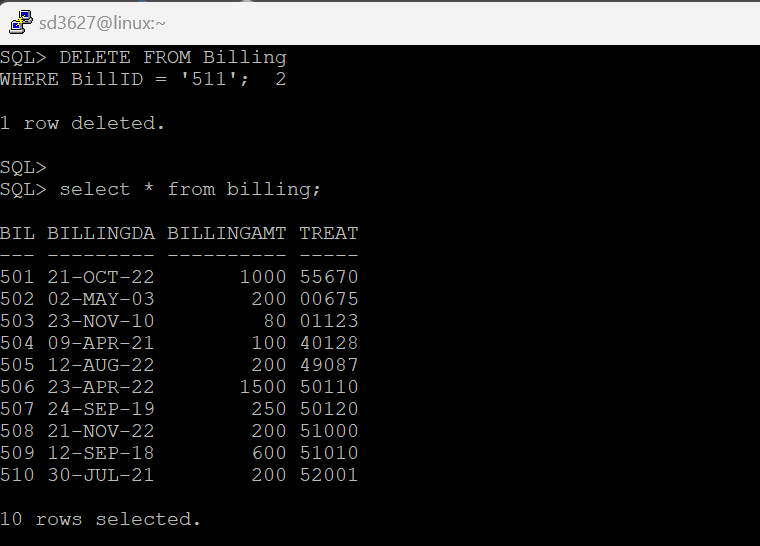 sd3627@linux:~
SQL> DELETE FROM Billing
WHERE BillID = '511';  2
1 row deleted.
SQL>
SQL> select * from billing;
BIL BILLINGDA BILLINGAMT TREAT
--- --------- ---------- -----
501 21-OCT-22       1000 55670
502 02-MAY-03        200 00675
503 23-NOV-10         80 01123
504 09-APR-21        100 40128
505 12-AUG-22        200 49087
506 23-APR-22       1500 50110
507 24-SEP-19        250 50120
508 21-NOV-22        200 51000
509 12-SEP-18        600 51010
510 30-JUL-21        200 52001
10 rows selected.